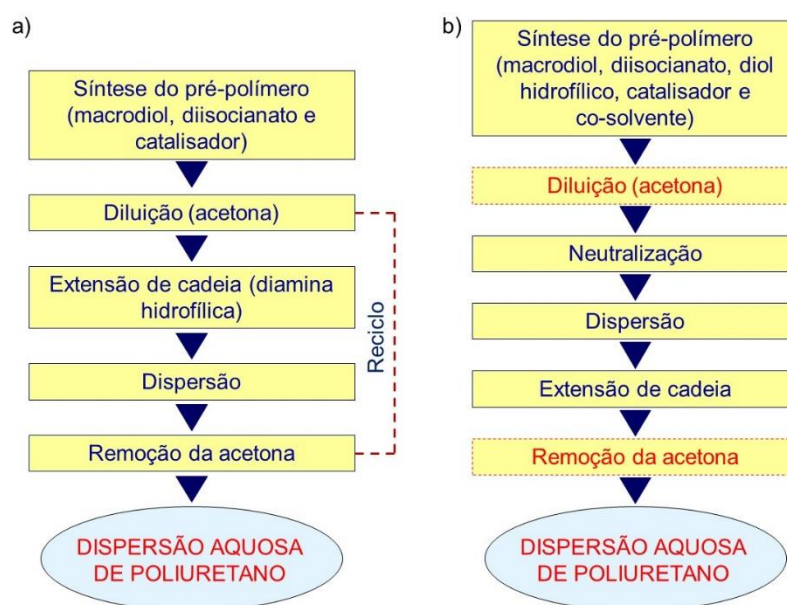 a)
Síntese do pré-polímero
(macrodiol, diisocianato e
catalisador)
Diluição (acetona)
Extensão de cadeia (diamina
hidrofílica)
Dispersão
Remoção da acetona
Reciclo
DISPERSÃO AQUOSA
DE POLIURETANO
b)
Síntese do pré-polímero
(macrodiol, diisocianato, diol
hidrofílico, catalisador e
co-solvente)
Diluição (acetona)
Neutralização
Dispersão
Extensão de cadeia
Remoção da acetona
DISPERSÃO AQUOSA
DE POLIURETANO